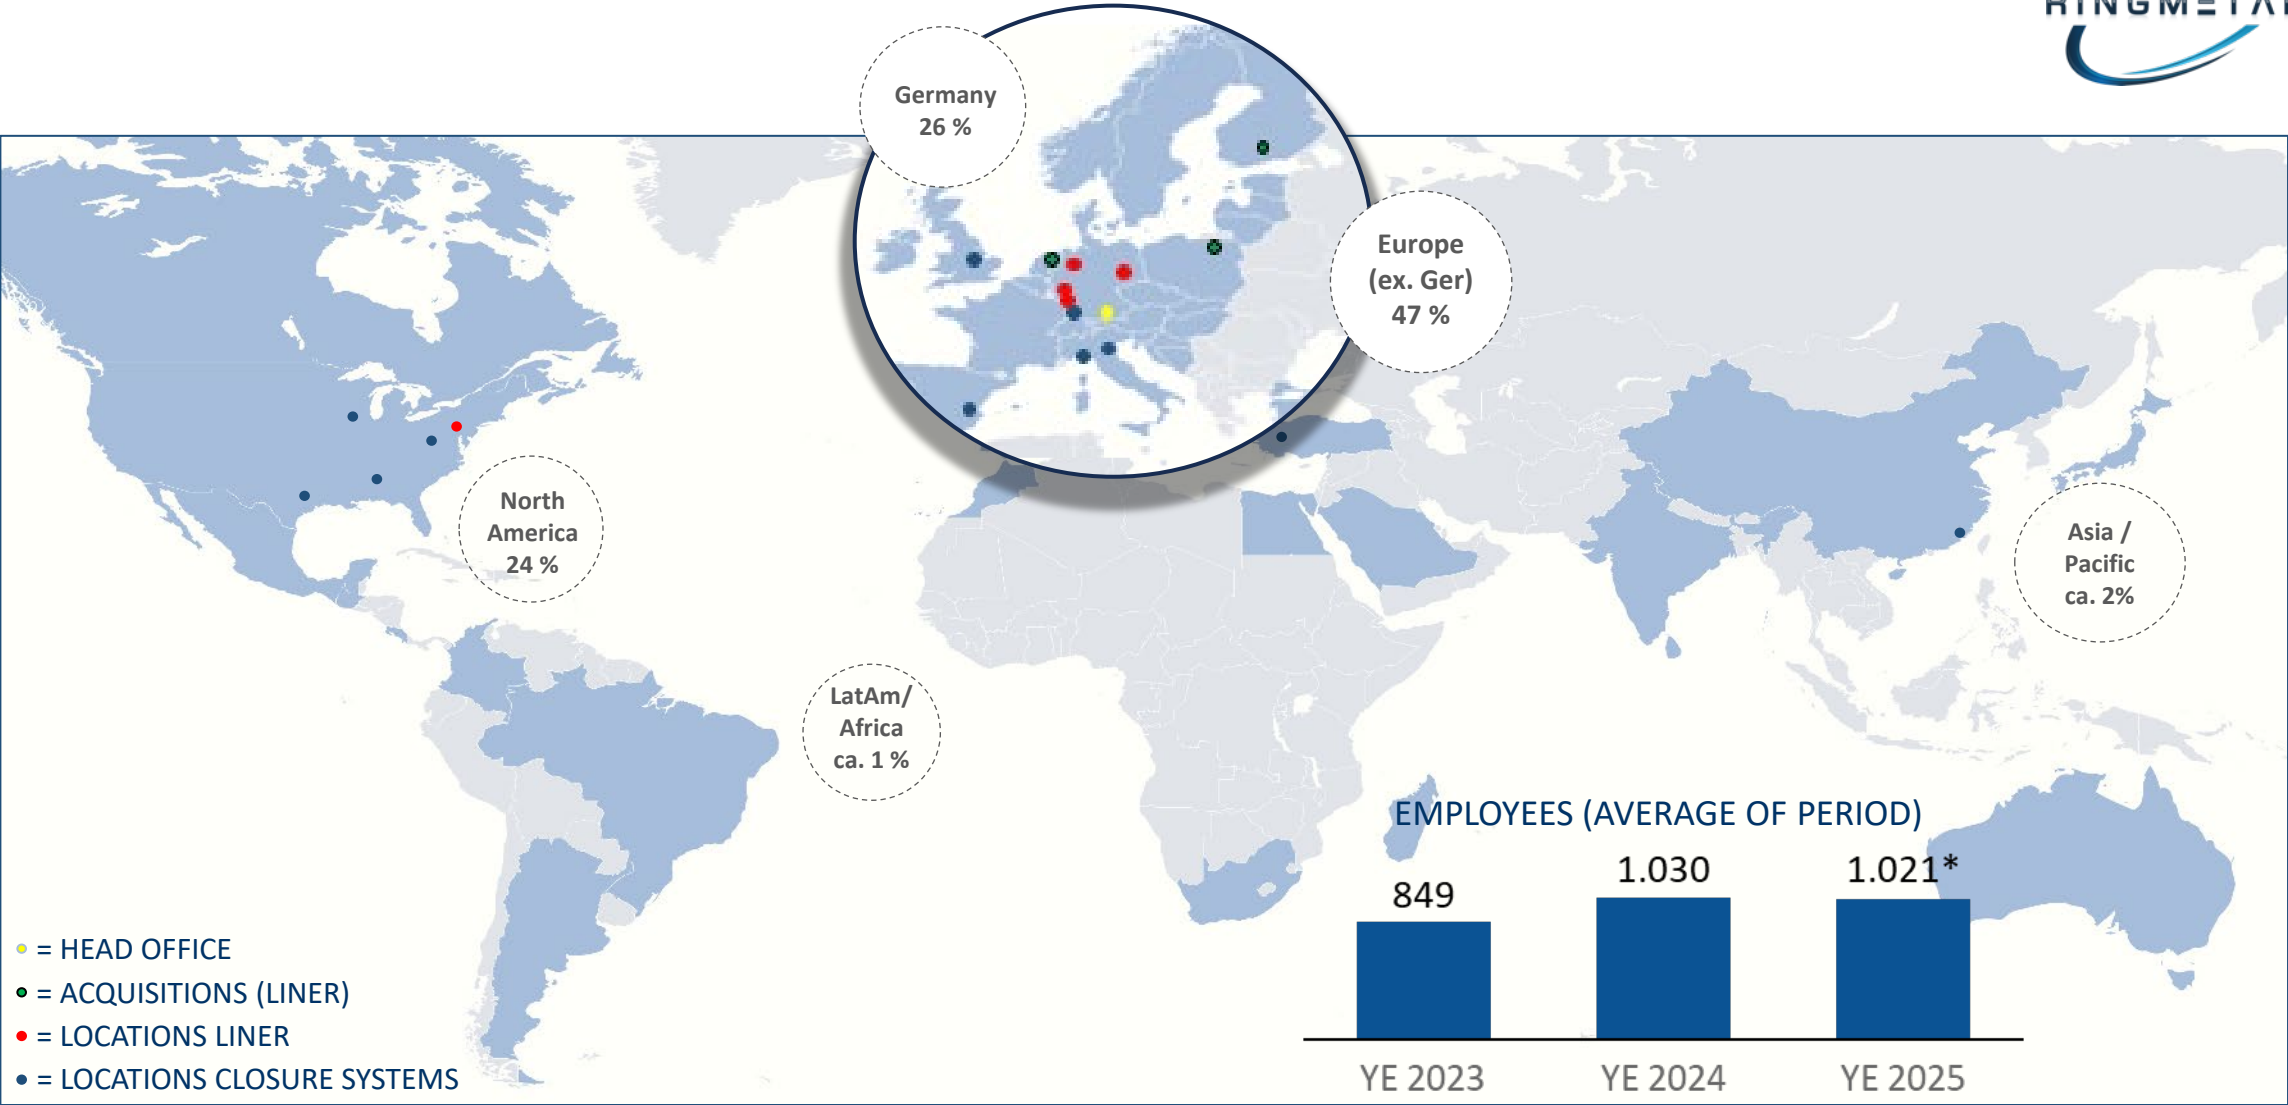 RINGMETALL
Germany
26 %
Europe
(ex. Ger)
47 %
North
America
24 %
Asia /
Pacific
ca. 2%
LatAm/
Africa
ca. 1 %
EMPLOYEES (AVERAGE OF PERIOD)
849
1.030
1.021*
YE 2023
YE 2024
YE 2025
= HEAD OFFICE
= ACQUISITIONS (LINER)
= LOCATIONS LINER
= LOCATIONS CLOSURE SYSTEMS